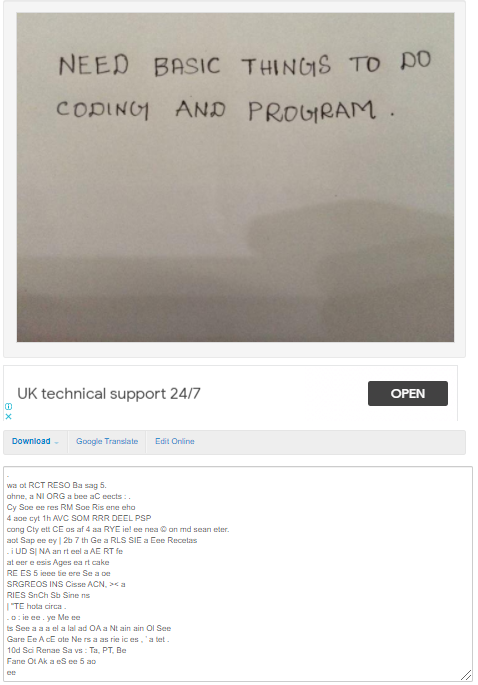 NEED BASIC THINGS TO DO
CODING AND PROGRAM.
UK technical support 24/7
OPEN
Download
Google Translate
Edit Online
.
wa ot RCT RESO Ba sag 5.
ohne, a NI ORG a bee aC eects : .
Cy Soe ee res RM Soe Ris ene eho
4 aoe cyt 1h AVC SOM RRR DEEL PSP
cong Cty ett CE os af 4 aa RYE ie! ee nea © on md sean eter.
aot Sap ee ey | 2b 7 th Ge a RLS SIE a Eee Recetas
. i UD S| NA an rt eel a AE RT fe
at eer e esis Ages ea rt cake
RE ES 5 ieee tie ere Se a oe
SRGREOS INS Cisse ACN, >< a
RIES SnCh Sb Sine ns
| "TE hota circa .
. o : ie ee . ye Me ee
ts See a a a el a lal ad OA a Nt ain ain Ol See
Gare Ee A cE ote Ne rs a as rie ic es , ` a tet .
10d Sci Renae Sa vs : Ta, PT, Be
Fane Ot Ak a eS ee 5 ao
ee